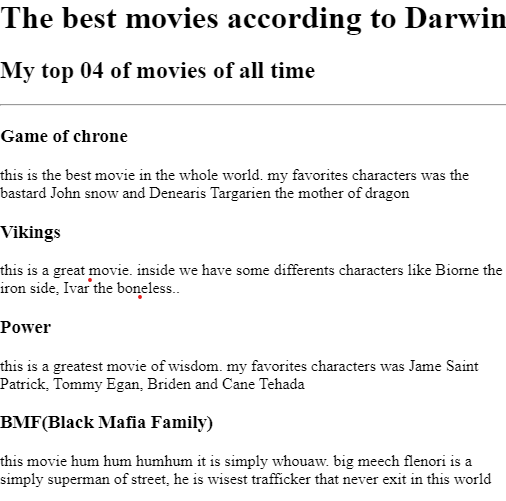 The best movies according to Darwin
My top 04 of movies of all time
Game of chrone
this is the best movie in the whole world. my favorites characters was the
bastard John snow and Denearis Targarien the mother of dragon
Vikings
this is a great movie. inside we have some differents characters like Biorne the
iron side, Ivar the boneless..
Power
this is a greatest movie of wisdom. my favorites characters was Jame Saint
Patrick, Tommy Egan, Briden and Cane Tehada
BMF(Black Mafia Family)
this movie hum hum humhum it is simply whouaw. big meech flenori is a
simply superman of street, he is wisest trafficker that never exit in this world